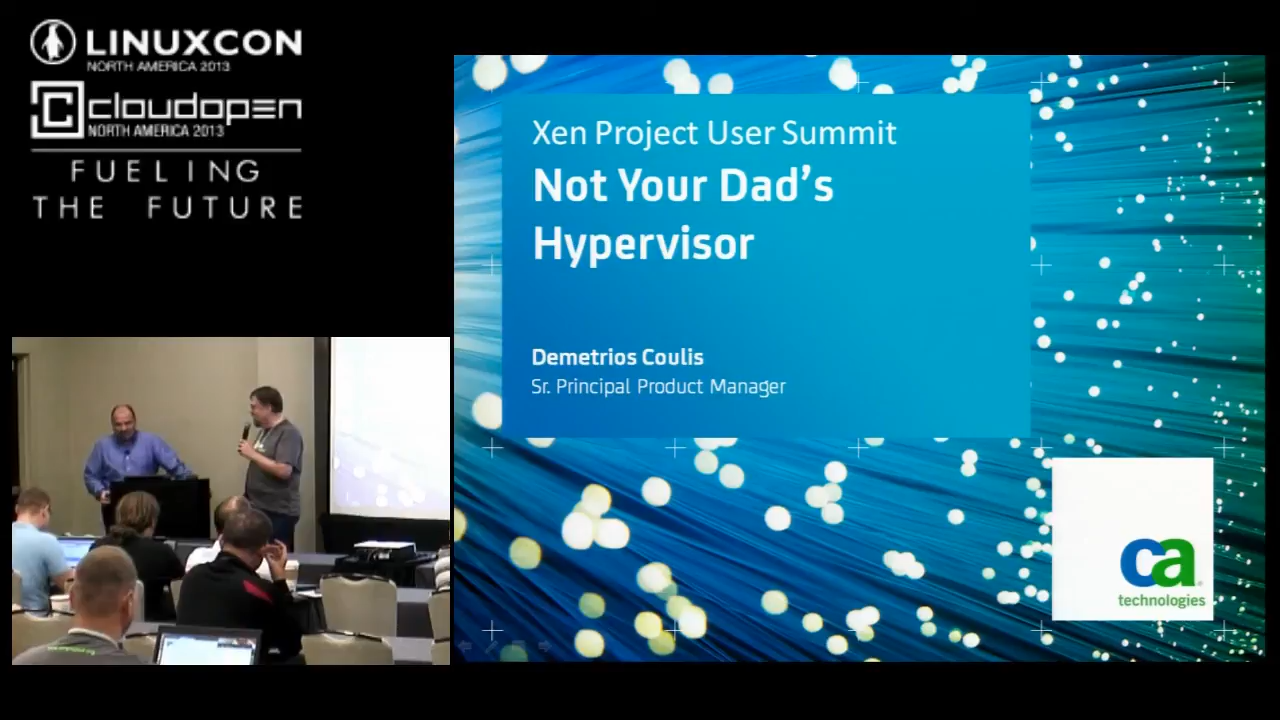 LINUXCON
NORTH AMERICA 2013
cloudopen
NORTH AMERICA 2013
FUELING
THE FUTURE
Xen Project User Summit
Not Your Dad's
Hypervisor
Demetrios Coulis
Sr. Principal Product Manager
ca
technologies